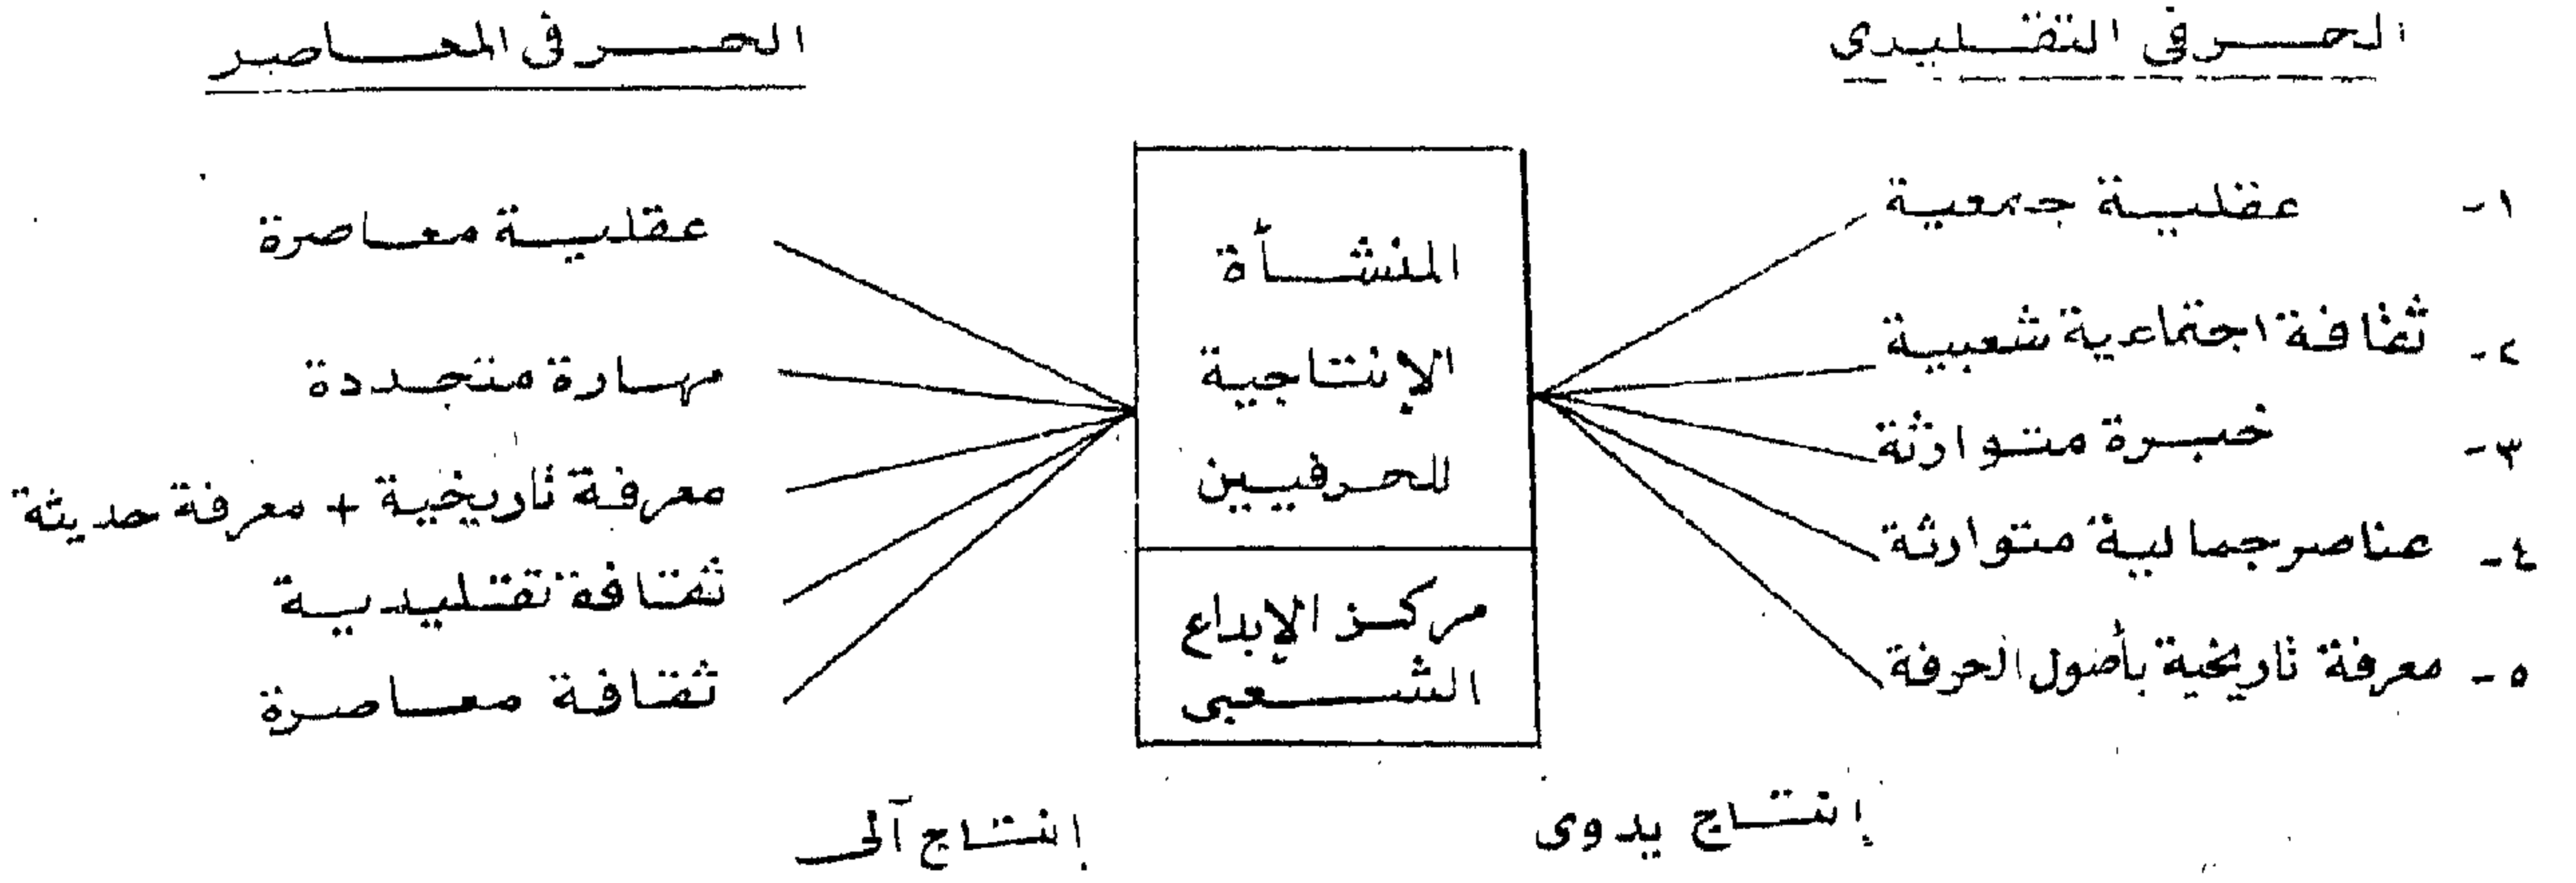 الحرفى التقليدى
١- عقلية جمعية
٢- ثقافة اجتماعية شعبية
٣- خبرة متوارثة
٤- عناصر جمالية متوارثة
٥- معرفة تاريخية بأصول الحرفة
إنتاج يدوى
المنشأة
الإنتاجية
للحرفيين
مركز الإبداع
الشعبى
الحرفى المعاصر
عقلية معاصرة
مهارة متجددة
معرفة تاريخية + معرفة حديثة
ثقافة تقليدية
ثقافة معاصرة
إنتاج آلى